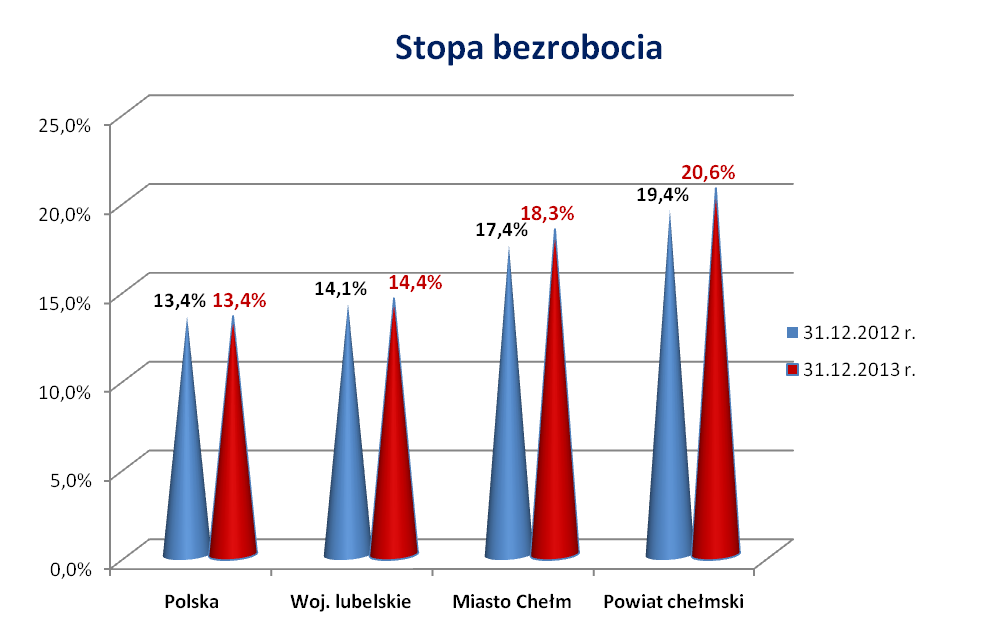 Stopa bezrobocia
25,0%
20,0%
15,0%
10,0%
5,0%
0,0%
13,4%
13,4%
14,1%
14,4%
17,4%
18,3%
19,4%
20,6%
Polska
Woj. lubelskie
Miasto Chełm
Powiat chełmski
31.12.2012 r.
31.12.2013 r.